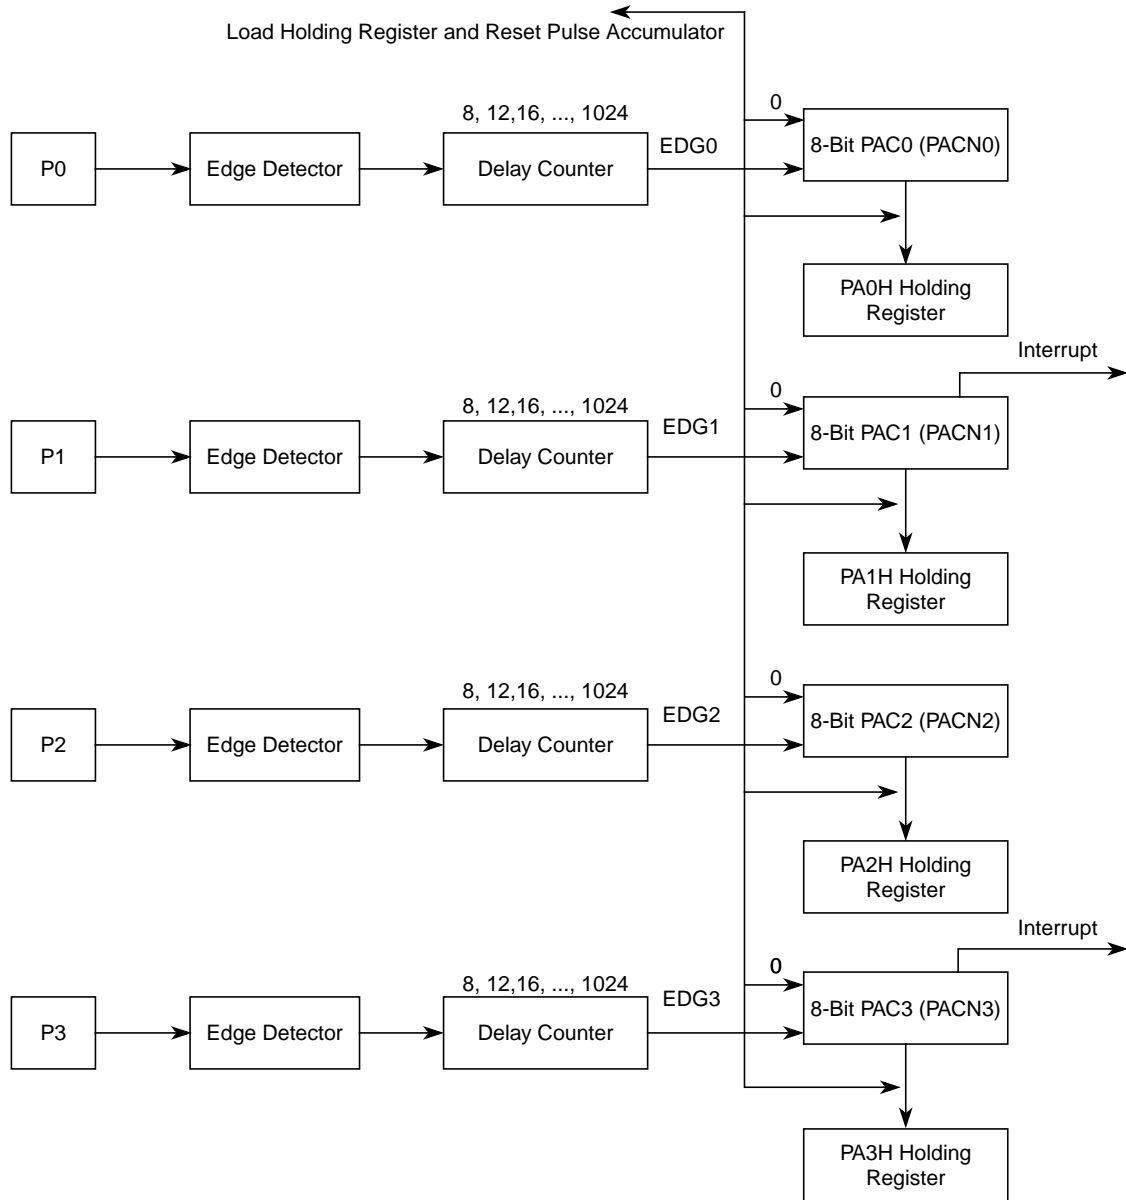 Load Holding Register and Reset Pulse Accumulator
0
8, 12,16, ..., 1024
EDG0
8-Bit PAC0 (PACN0)
P0
Edge Detector
Delay Counter
PA0H Holding
Register
Interrupt
0
8, 12,16, ..., 1024
EDG1
8-Bit PAC1 (PACN1)
P1
Edge Detector
Delay Counter
PA1H Holding
Register
0
8, 12,16, ..., 1024
EDG2
8-Bit PAC2 (PACN2)
P2
Edge Detector
Delay Counter
PA2H Holding
Register
Interrupt
0
8, 12,16, ..., 1024
EDG3
8-Bit PAC3 (PACN3)
P3
Edge Detector
Delay Counter
PA3H Holding
Register